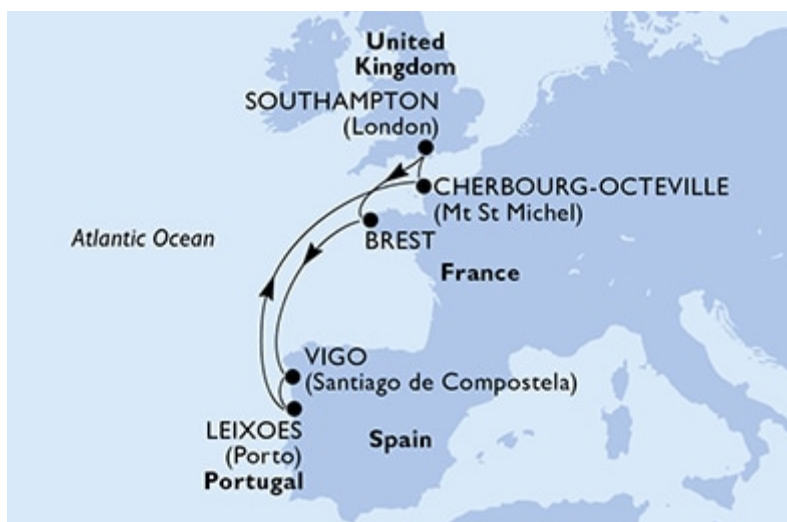 United
Kingdom
SOUTHAMPTON
(London)
CHERBOURG-OCTEVILLE
(Mt St Michel)
BREST
Atlantic Ocean
France
VIGO
(Santiago de Compostela)
LEIXOES
(Porto)
Portugal
Spain